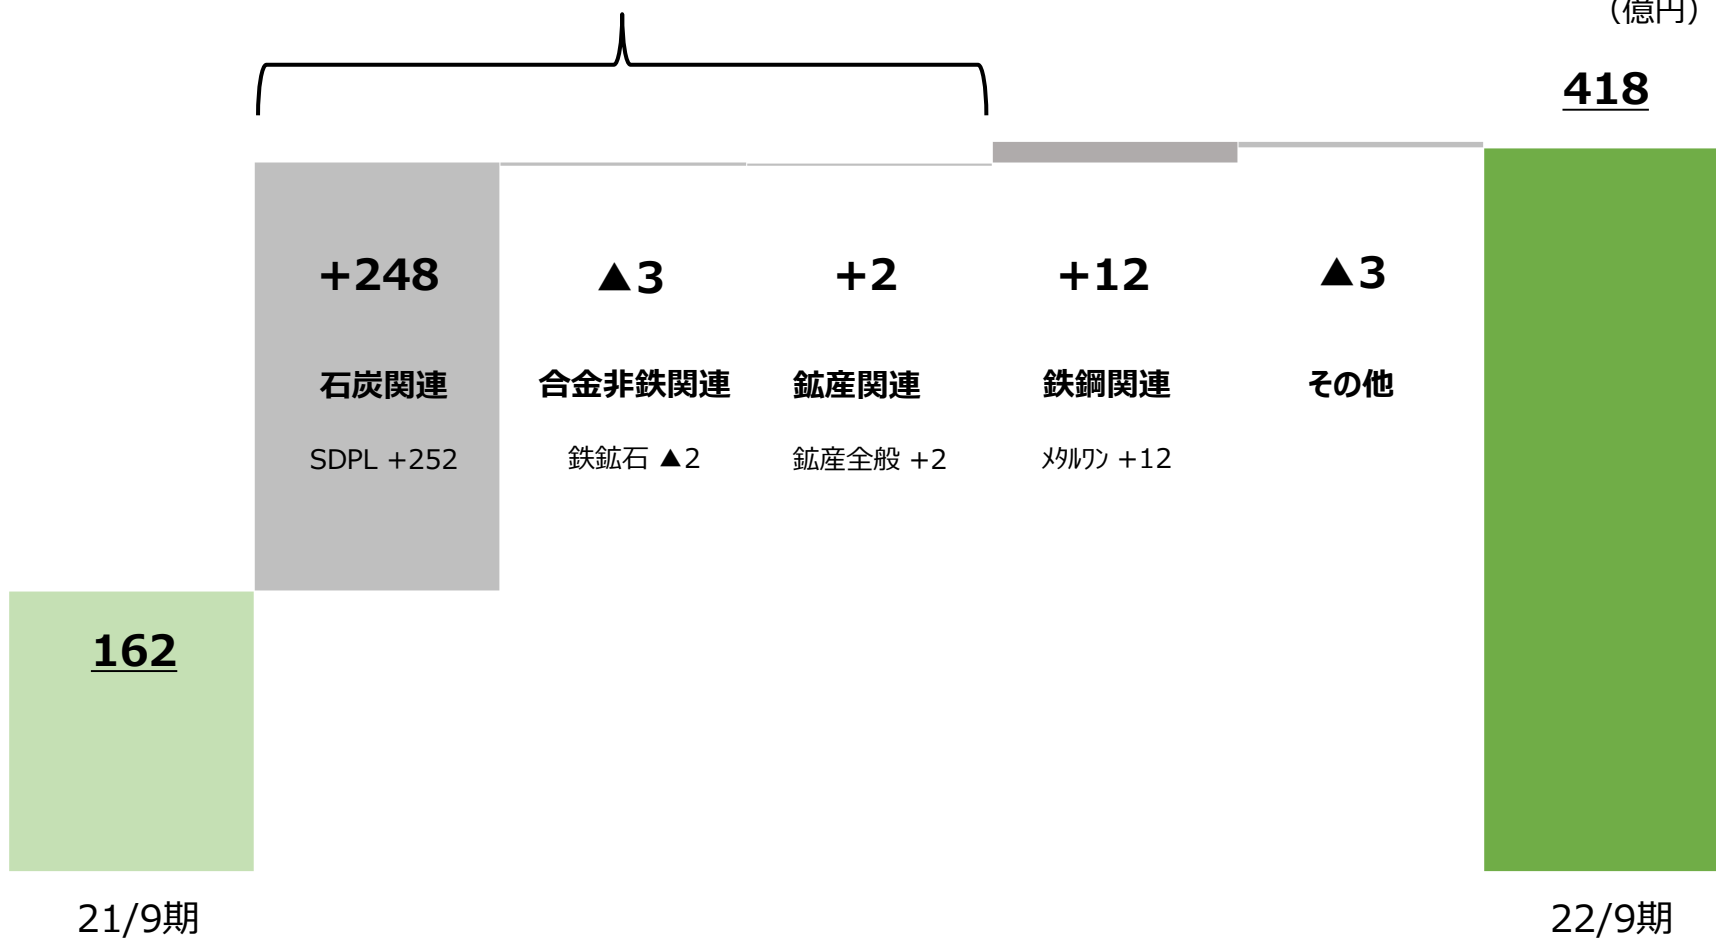 （億円）
418
+248
▲3
+2
+12
▲3
石炭関連
合金非鉄関連
鉱産関連
鉄鋼関連
その他
SDPL +252
鉄鉱石 ▲2
鉱産全般 +2
ﾒﾀﾙﾜﾝ +12
162
21/9期
22/9期